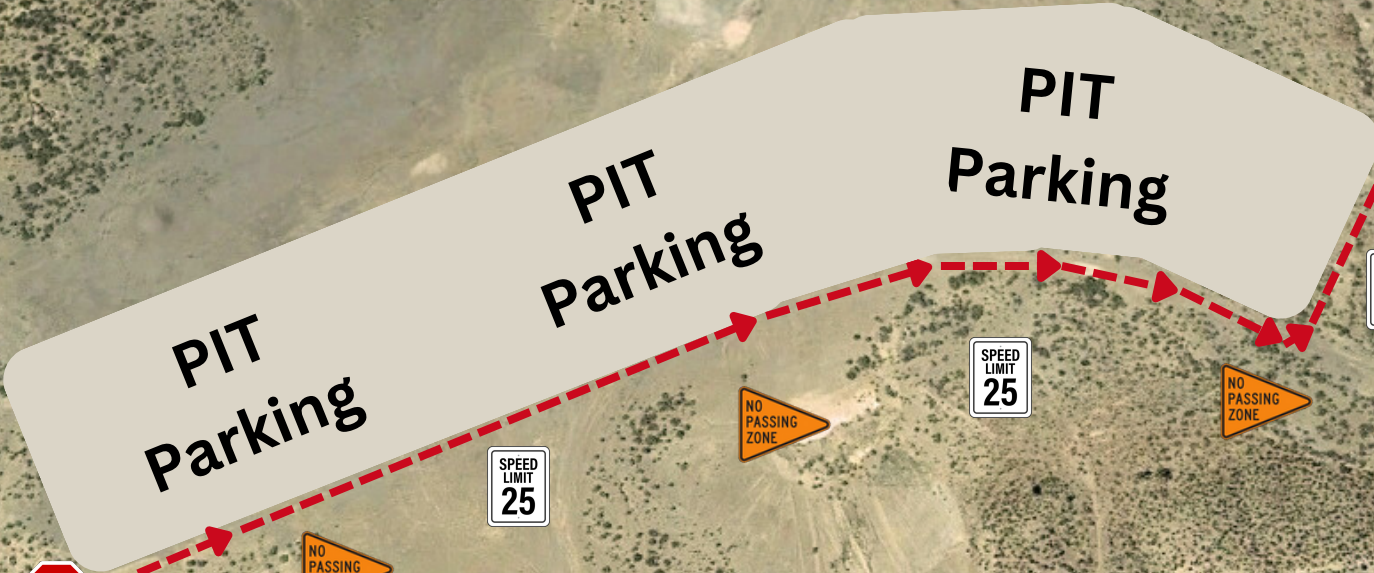 PIT
Parking
PIT
Parking
PIT
Parking
SPEED
LIMIT
25
NO
PASSING
ZONE
SPEED
LIMIT
25
NO
PASSING
ZONE
NO
PASSING